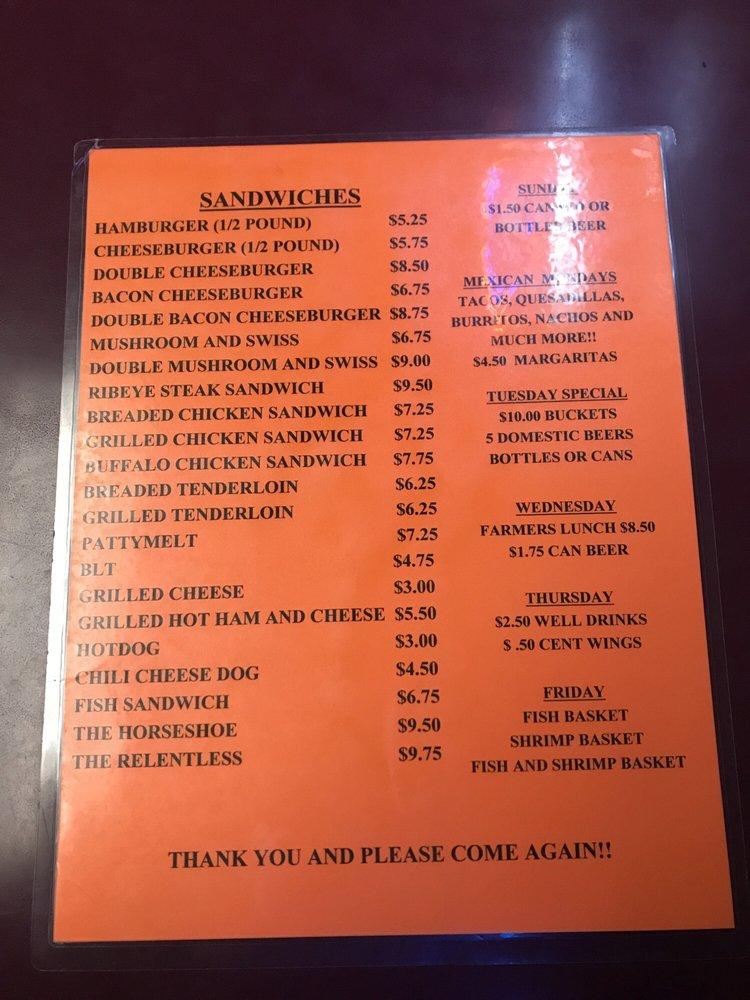 SANDWICHES
HAMBURGER (1/2 POUND) $5.25
CHEESEBURGER (1/2 POUND) $5.75
DOUBLE CHEESEBURGER $8.50
BACON CHEESEBURGER $6.75
DOUBLE BACON CHEESEBURGER $8.75
MUSHROOM AND SWISS $6.75
DOUBLE MUSHROOM AND SWISS $9.00
RIBEYE STEAK SANDWICH $9.50
BREADED CHICKEN SANDWICH $7.25
GRILLED CHICKEN SANDWICH $7.25
BUFFALO CHICKEN SANDWICH $7.75
BREADED TENDERLOIN $6.25
GRILLED TENDERLOIN $6.25
PATTYMELT $7.25
BLT $4.75
GRILLED CHEESE $3.00
GRILLED HOT HAM AND CHEESE $5.50
HOTDOG $3.00
CHILI CHEESE DOG $4.50
FISH SANDWICH $6.75
THE HORSESHOE $9.50
THE RELENTLESS $9.75
SUNDAY
$1.50 CANNED OR
BOTTLED BEER
MEXICAN MONDAYS
TACOS, QUESADILLAS,
BURRITOS, NACHOS AND
MUCH MORE!!
$4.50 MARGARITAS
TUESDAY SPECIAL
$10.00 BUCKETS
5 DOMESTIC BEERS
BOTTLES OR CANS
WEDNESDAY
FARMERS LUNCH $8.50
$1.75 CAN BEER
THURSDAY
$2.50 WELL DRINKS
$ .50 CENT WINGS
FRIDAY
FISH BASKET
SHRIMP BASKET
FISH AND SHRIMP BASKET
THANK YOU AND PLEASE COME AGAIN!!